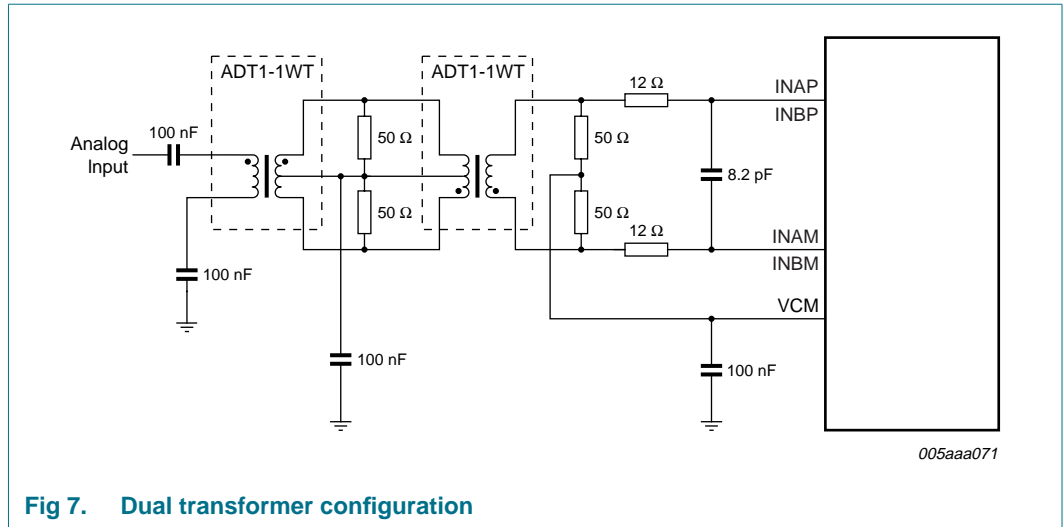 ADT1-1WT
ADT1-1WT
12 Ω
INAP
INBP
100 nF
Analog
Input
50 Ω
50 Ω
8.2 pF
50 Ω
50 Ω
12 Ω
INAM
INBM
100 nF
VCM
100 nF
100 nF
005aaa071
Fig 7. Dual transformer configuration